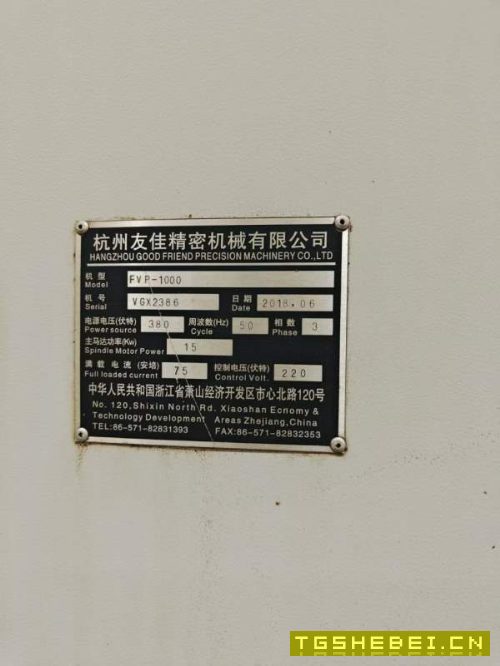 杭州友佳精密机械有限公司
HANGZHOU GOOD FRIEND PRECISION MACHINERY CO.,LTD
机型 Model FVP-1000
机号 Serial VGX2386 日期 Date 2018.06
电源电压(伏特) Power source 380 周波数(Hz) Cycle 50 相数 Phase 3
主马达功率(Kw) Spindle Motor Power 15
满载电流(安培) Full loaded current 75 控制电压(伏特) Control Volt. 220
中华人民共和国浙江省萧山经济开发区市心北路120号
No. 120,Shixin North Rd. Xiaoshan Economy &
Technology Development Areas Zhejiang,China
TEL:86-571-82831393 FAX:86-571-82832353
TGSHEBEI.CN